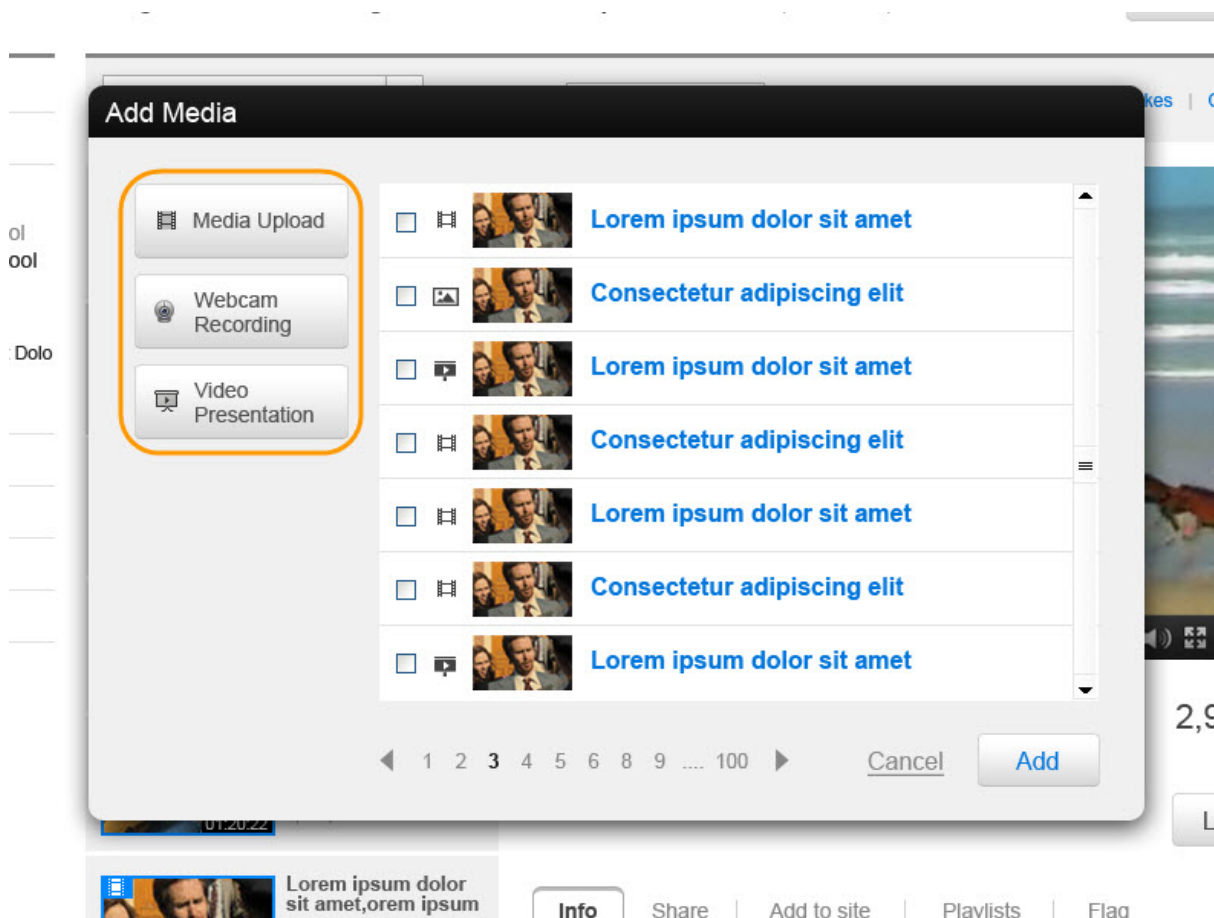 kes |
Add Media
Media Upload
Webcam
Recording
Video
Presentation
Lorem ipsum dolor sit amet
Consectetur adipiscing elit
Lorem ipsum dolor sit amet
Consectetur adipiscing elit
Lorem ipsum dolor sit amet
Consectetur adipiscing elit
Lorem ipsum dolor sit amet
1 2 3 4 5 6 8 9 .... 100
Cancel
Add
ol
ool
: Dolo
2,9
L
01:20:22
Lorem ipsum dolor
sit amet,orem ipsum
Info
Share | Add to site | Playlists | Flag